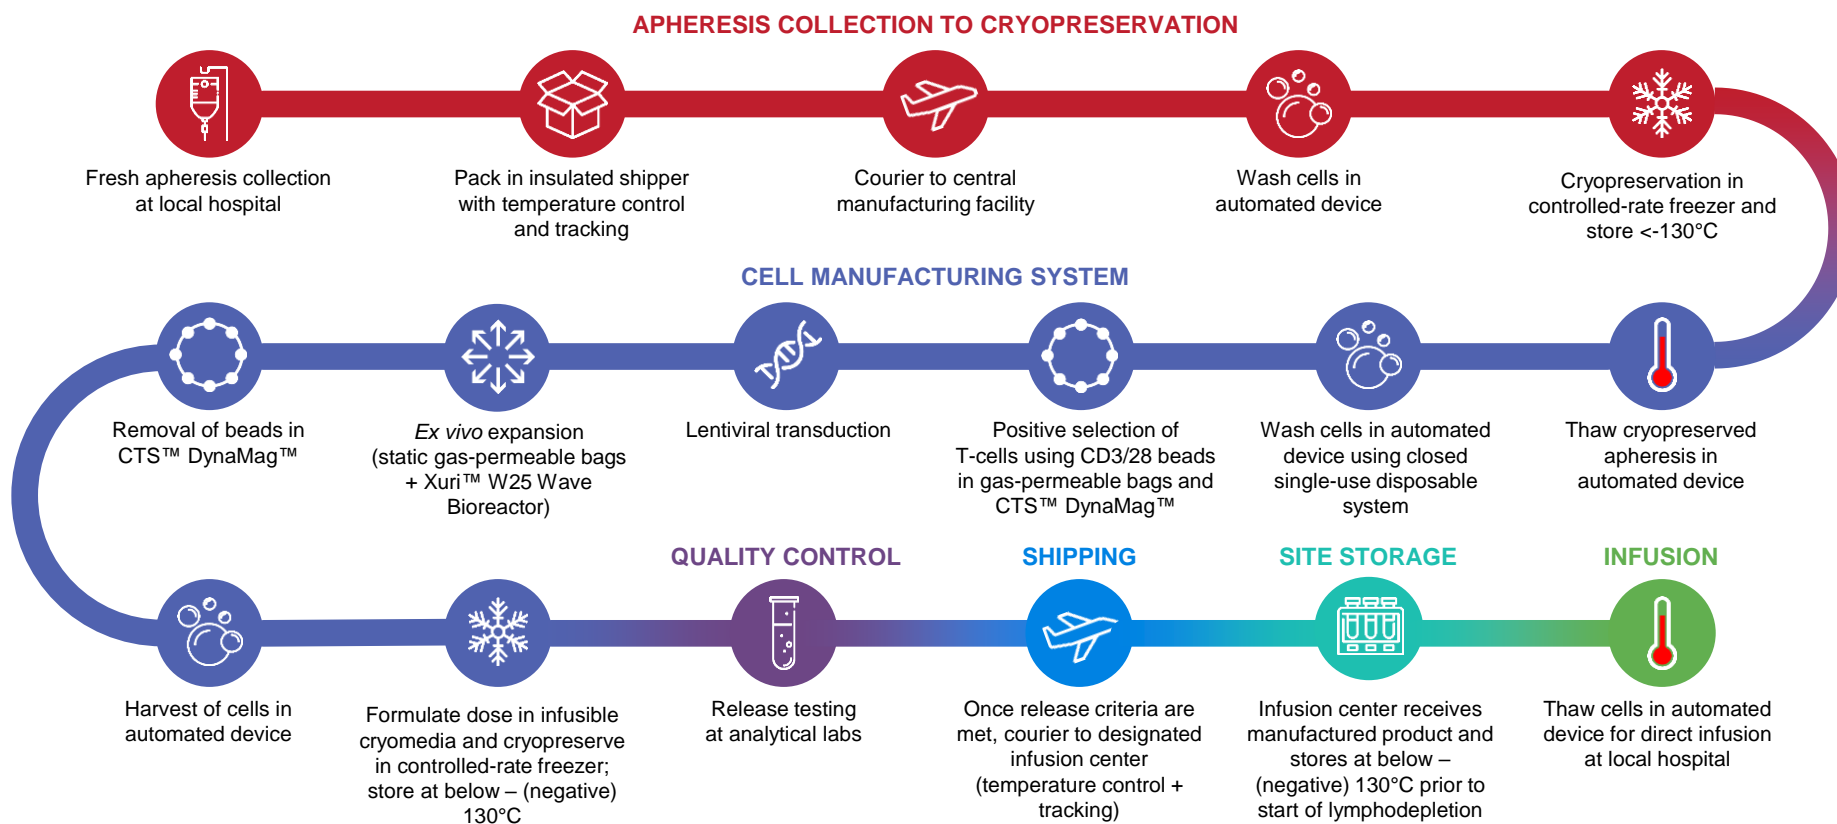 APHERESIS COLLECTION TO CRYOPRESERVATION
Fresh apheresis collection
at local hospital
Pack in insulated shipper
with temperature control
and tracking
Courier to central
manufacturing facility
Wash cells in
automated device
Cryopreservation in
controlled-rate freezer and
store <-130°C
CELL MANUFACTURING SYSTEM
Removal of beads in
CTS™ DynaMag™
Ex vivo expansion
(static gas-permeable bags
+ Xuri™ W25 Wave
Bioreactor)
Lentiviral transduction
Positive selection of
T-cells using CD3/28 beads
in gas-permeable bags and
CTS™ DynaMag™
Wash cells in automated
device using closed
single-use disposable
system
Thaw cryopreserved
apheresis in
automated device
Harvest of cells in
automated device
Formulate dose in infusible
cryomedia and cryopreserve
in controlled-rate freezer;
store at below – (negative)
130°C
QUALITY CONTROL
Release testing
at analytical labs
SHIPPING
Once release criteria are
met, courier to designated
infusion center
(temperature control +
tracking)
SITE STORAGE
Infusion center receives
manufactured product and
stores at below –
(negative) 130°C prior to
start of lymphodepletion
INFUSION
Thaw cells in automated
device for direct infusion
at local hospital